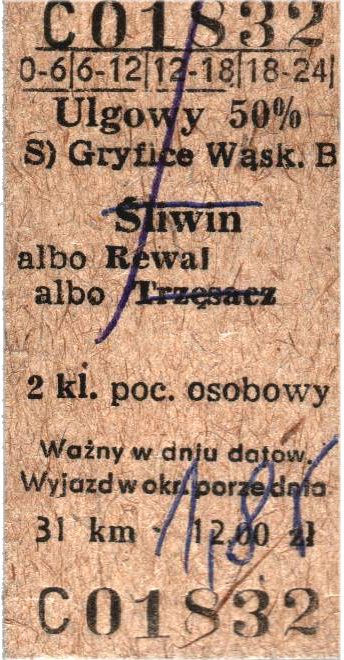 C01832
0-6|6-12|12-18|18-24|
Ulgowy 50%
S) Gryfice Wąsk. B
Śliwin
albo Rewal
albo Trzęsacz
2 kl. poc. osobowy
Ważny w dniu datow.
Wyjazd w okr. porze dnia
31 km 12,00 zł
C01832